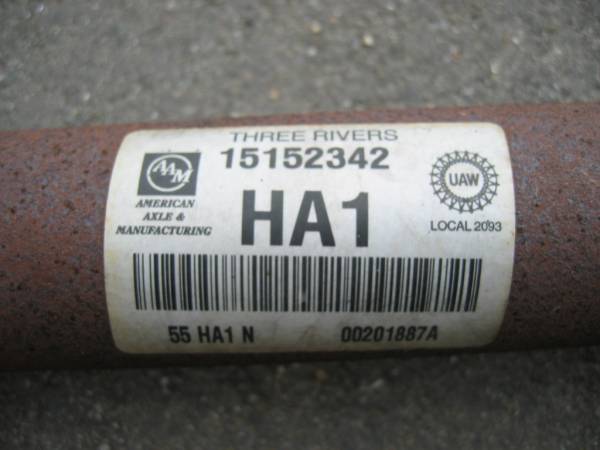 THREE RIVERS
15152342
AAM
AMERICAN
AXLE &
MANUFACTURING
HA1
UAW
LOCAL 2093
55 HA1 N
00201887A